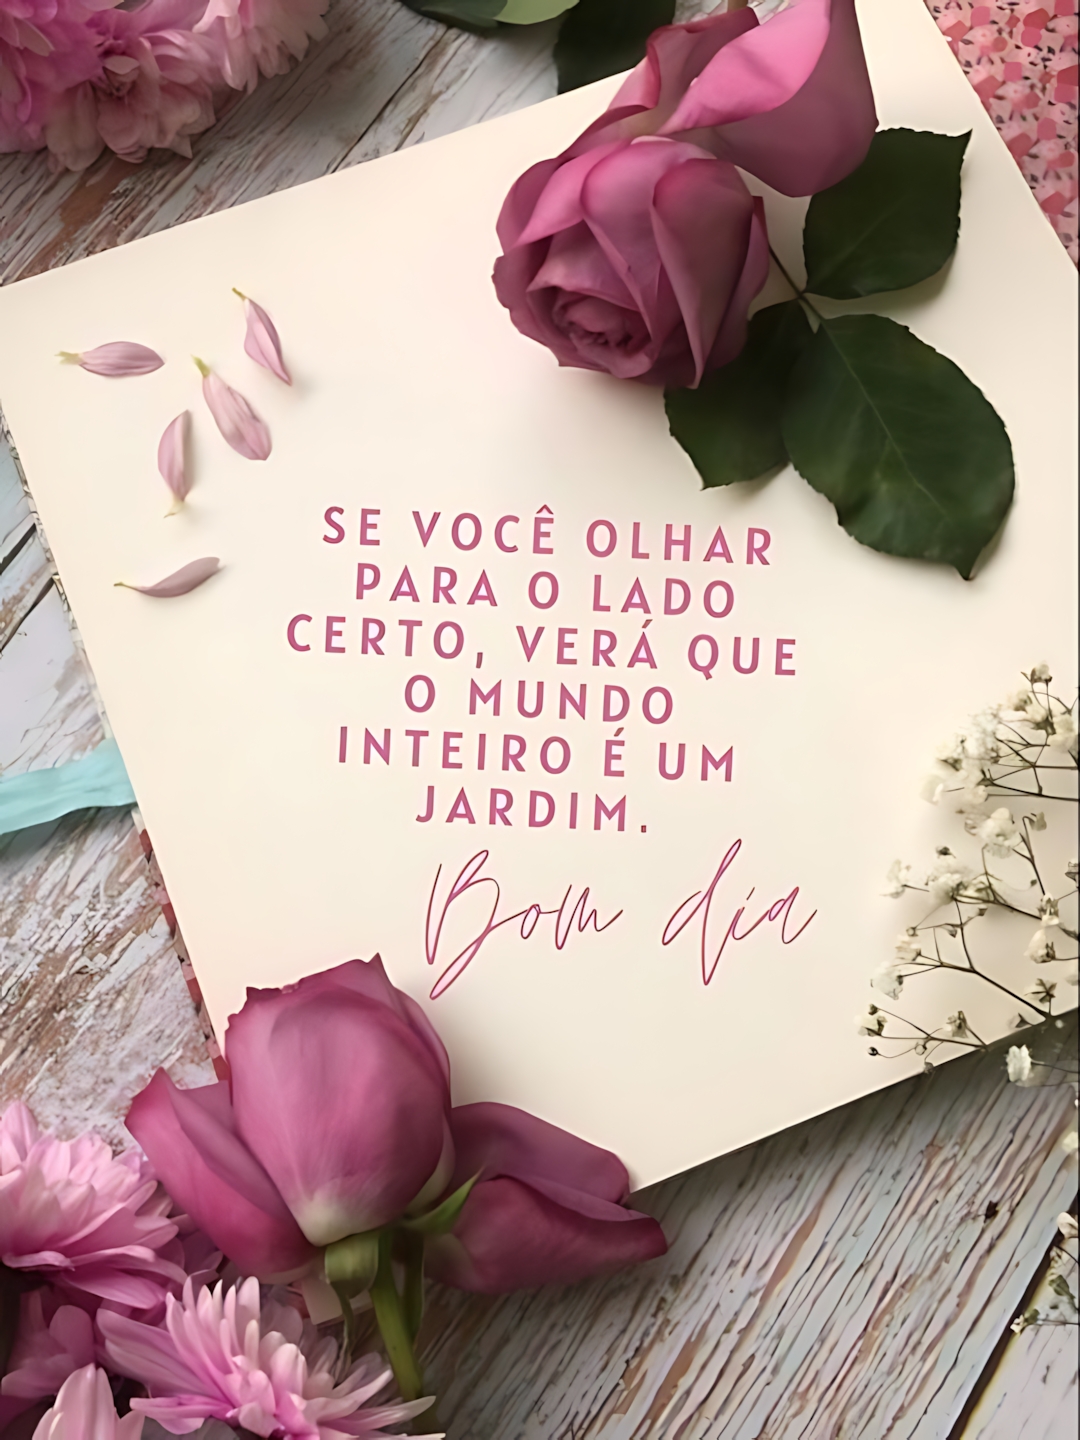 SE VOCÊ OLHAR
PARA O LADO
CERTO, VERÁ QUE
O MUNDO
INTEIRO É UM
JARDIM.
Bom dia